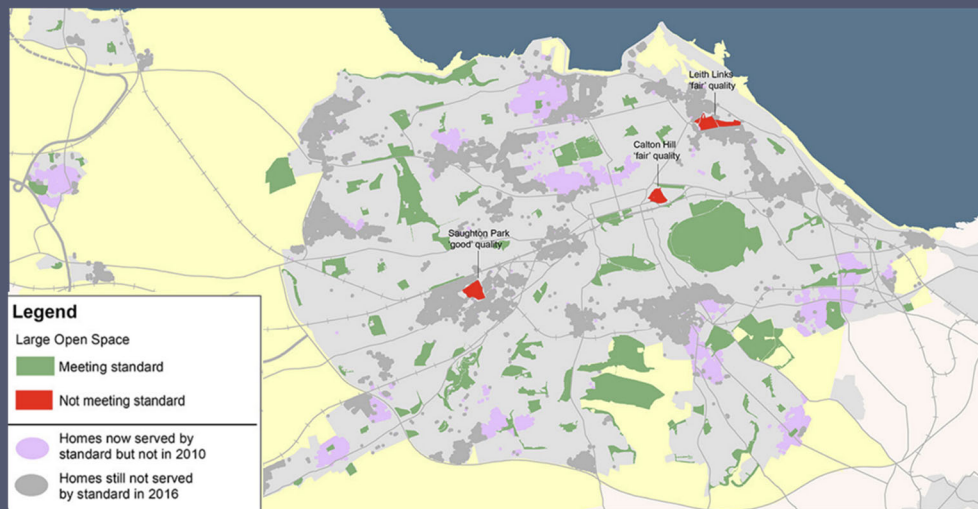 Leith Links
'fair' quality
Calton Hill
'fair' quality
Saughton Park
'good' quality
Legend
Large Open Space
Meeting standard
Not meeting standard
Homes now served by
standard but not in 2010
Homes still not served
by standard in 2016